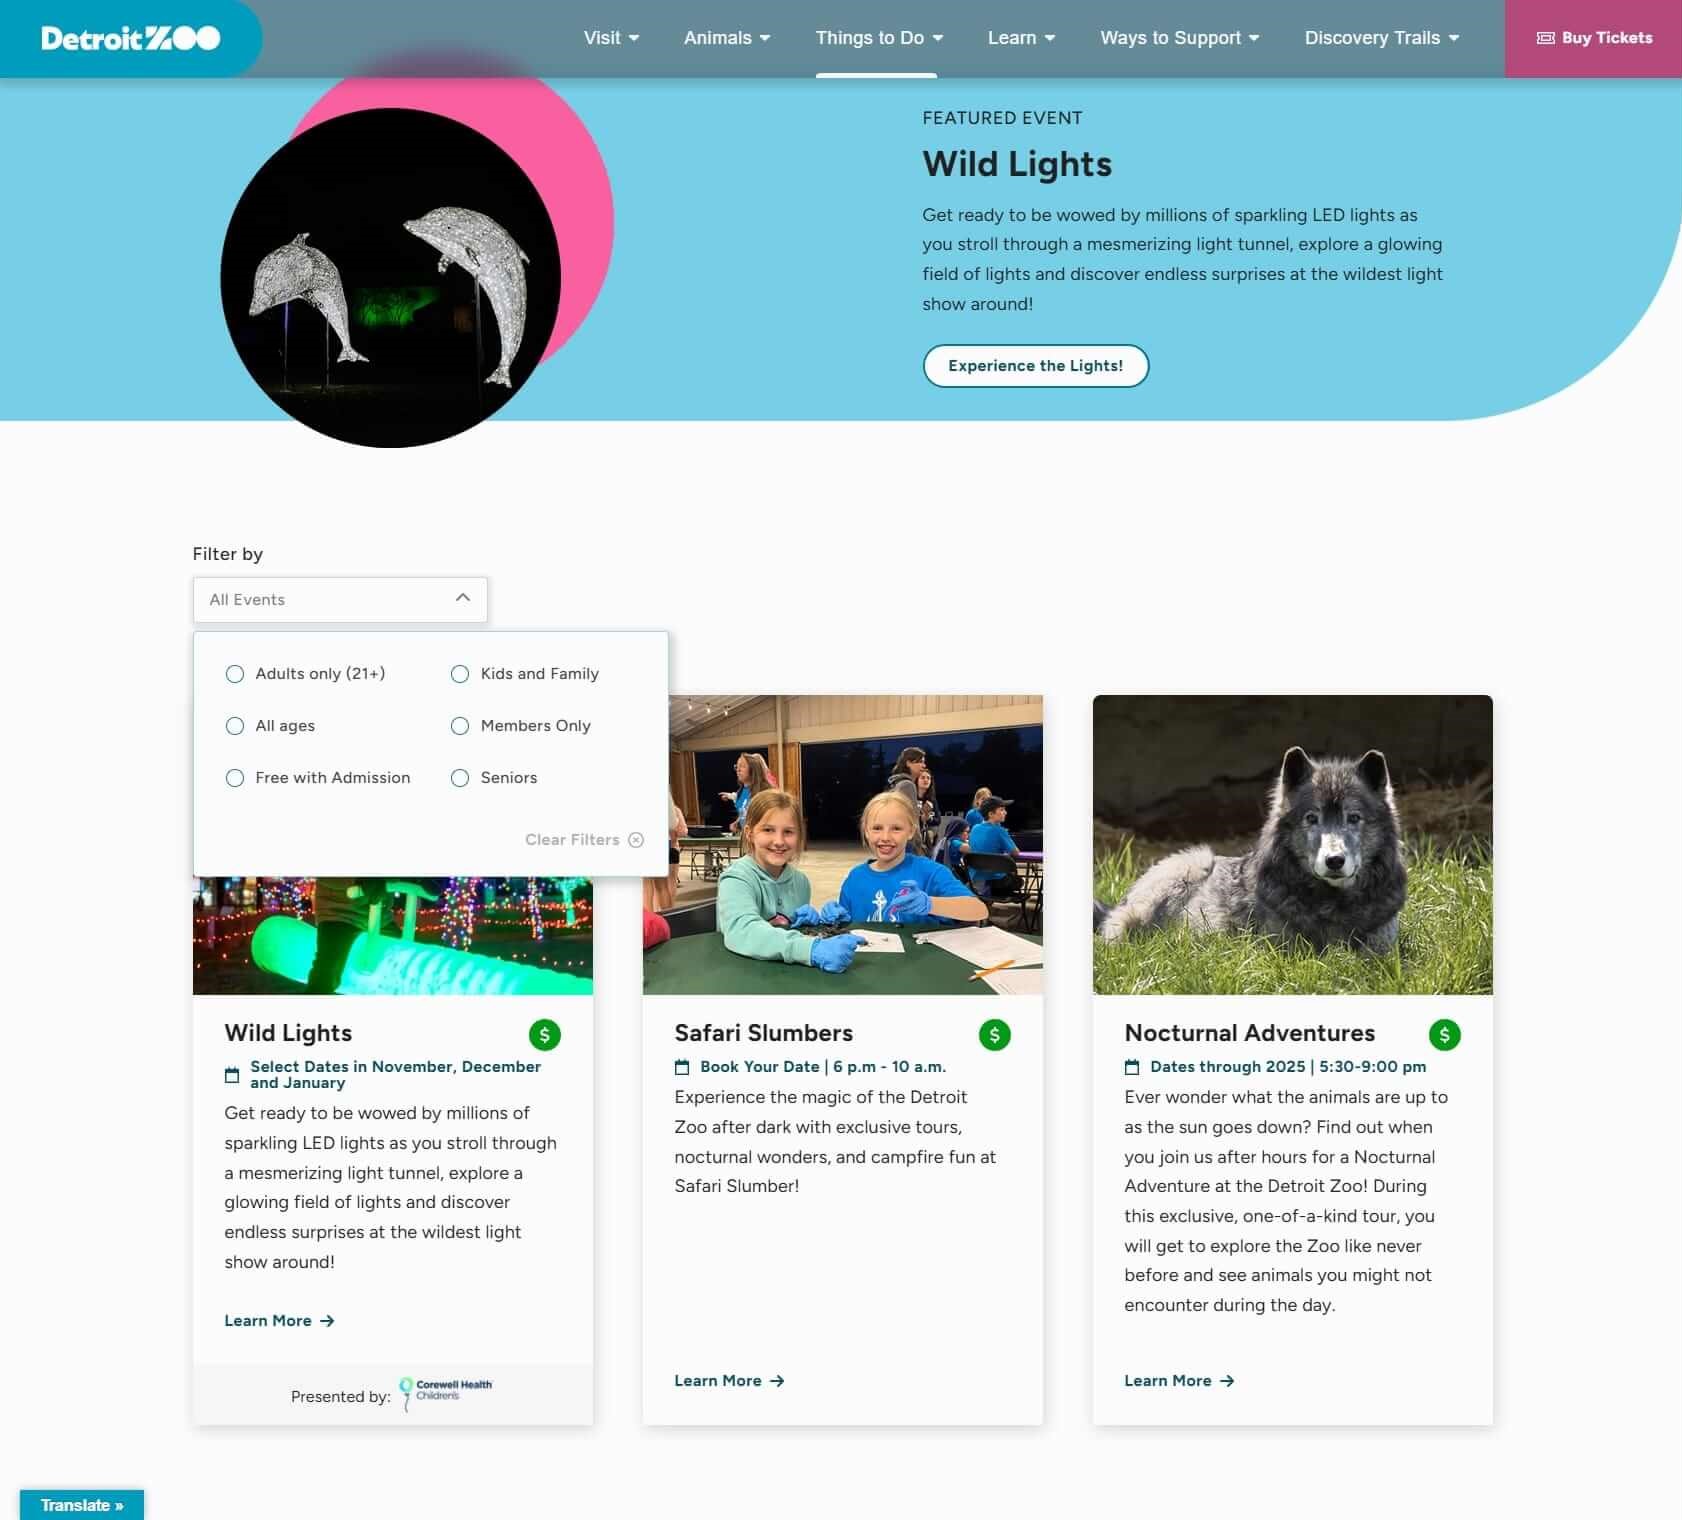 Detroit ZOO
Visit
Animals
Things to Do
Learn
Ways to Support
Discovery Trails
Buy Tickets
FEATURED EVENT
Wild Lights
Get ready to be wowed by millions of sparkling LED lights as
you stroll through a mesmerizing light tunnel, explore a glowing
field of lights and discover endless surprises at the wildest light
show around!
Experience the Lights!
Filter by
All Events
Adults only (21+)
Kids and Family
All ages
Members Only
Free with Admission
Seniors
Clear Filters
Wild Lights
$
Select Dates in November, December
and January
Get ready to be wowed by millions of
sparkling LED lights as you stroll through
a mesmerizing light tunnel, explore a
glowing field of lights and discover
endless surprises at the wildest light
show around!
Learn More
Presented by:
Corewell Health
Children's
Safari Slumbers
$
Book Your Date | 6 p.m - 10 a.m.
Experience the magic of the Detroit
Zoo after dark with exclusive tours,
nocturnal wonders, and campfire fun at
Safari Slumber!
Learn More
Nocturnal Adventures
$
Dates through 2025 | 5:30-9:00 pm
Ever wonder what the animals are up to
as the sun goes down? Find out when
you join us after hours for a Nocturnal
Adventure at the Detroit Zoo! During
this exclusive, one-of-a-kind tour, you
will get to explore the Zoo like never
before and see animals you might not
encounter during the day.
Learn More
Translate »